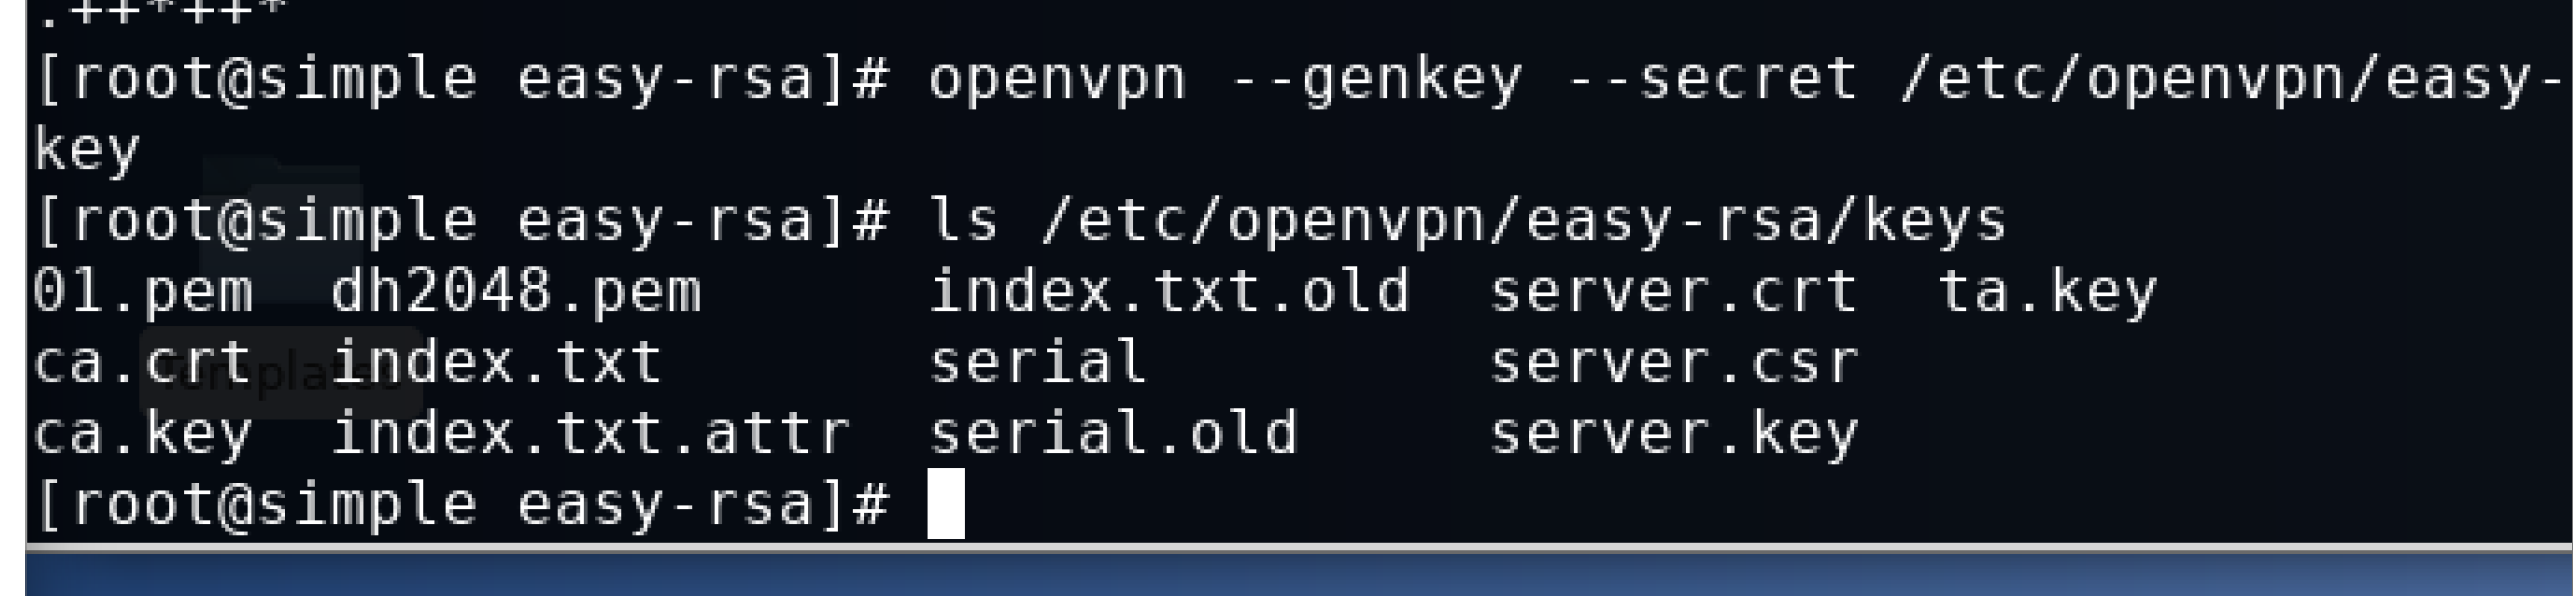 .++*++*
[root@simple easy-rsa]# openvpn --genkey --secret /etc/openvpn/easy-
key
[root@simple easy-rsa]# ls /etc/openvpn/easy-rsa/keys
01.pem  dh2048.pem      index.txt.old  server.crt  ta.key
ca.crt  index.txt       serial         server.csr
ca.key  index.txt.attr  serial.old     server.key
[root@simple easy-rsa]#
Templates